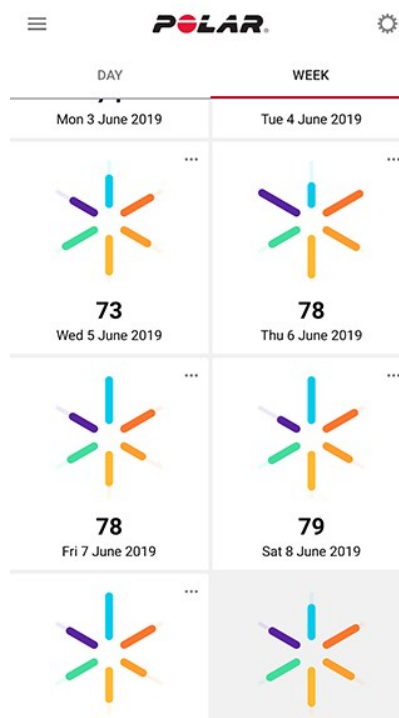 POLAR.
DAY WEEK
Mon 3 June 2019 Tue 4 June 2019
73 78
Wed 5 June 2019 Thu 6 June 2019
78 79
Fri 7 June 2019 Sat 8 June 2019